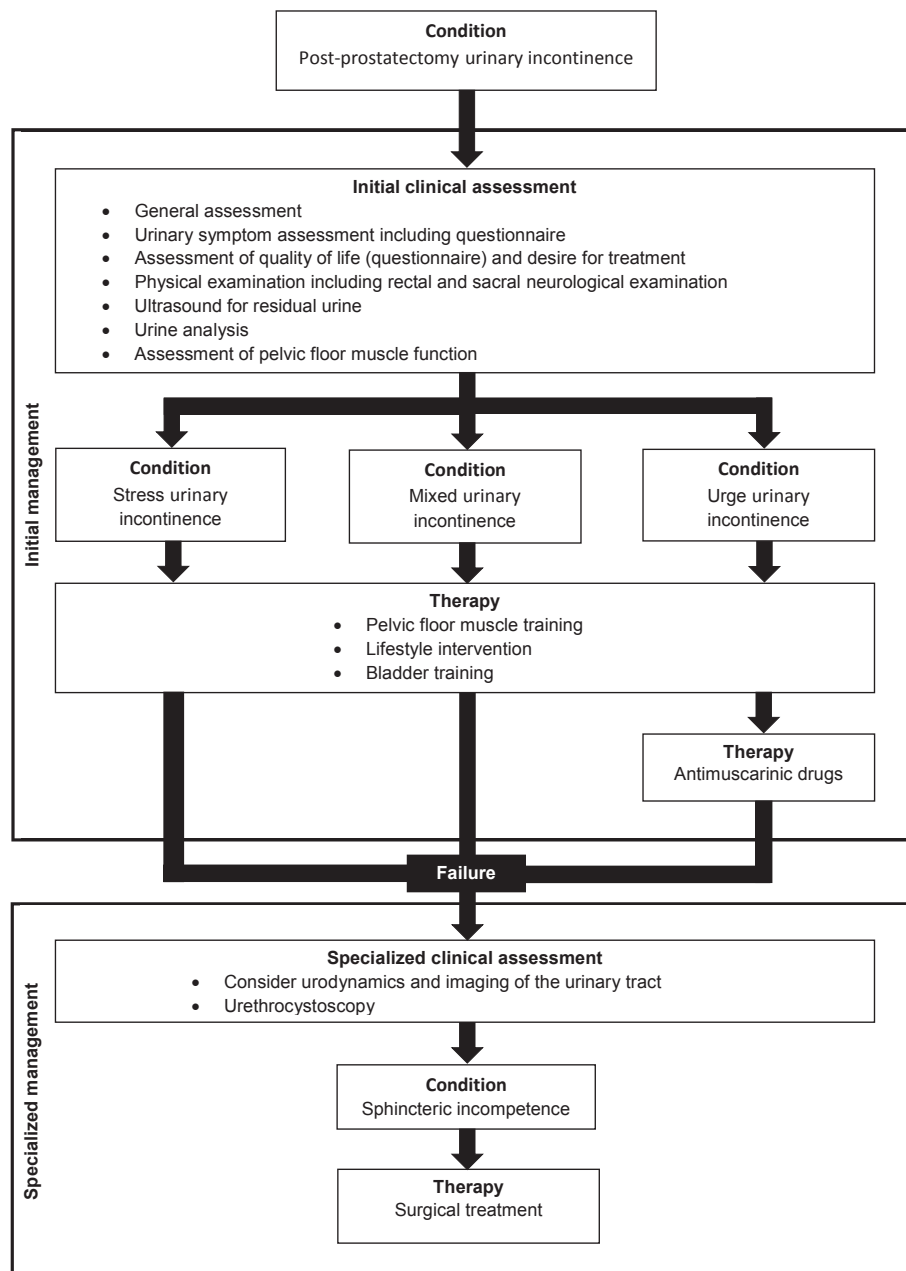 Condition
Post-prostatectomy urinary incontinence
Initial management
Initial clinical assessment
• General assessment
• Urinary symptom assessment including questionnaire
• Assessment of quality of life (questionnaire) and desire for treatment
• Physical examination including rectal and sacral neurological examination
• Ultrasound for residual urine
• Urine analysis
• Assessment of pelvic floor muscle function
Condition
Stress urinary
incontinence
Condition
Mixed urinary
incontinence
Condition
Urge urinary
incontinence
Therapy
• Pelvic floor muscle training
• Lifestyle intervention
• Bladder training
Therapy
Antimuscarinic drugs
Failure
Specialized management
Specialized clinical assessment
• Consider urodynamics and imaging of the urinary tract
• Urethrocystoscopy
Condition
Sphincteric incompetence
Therapy
Surgical treatment